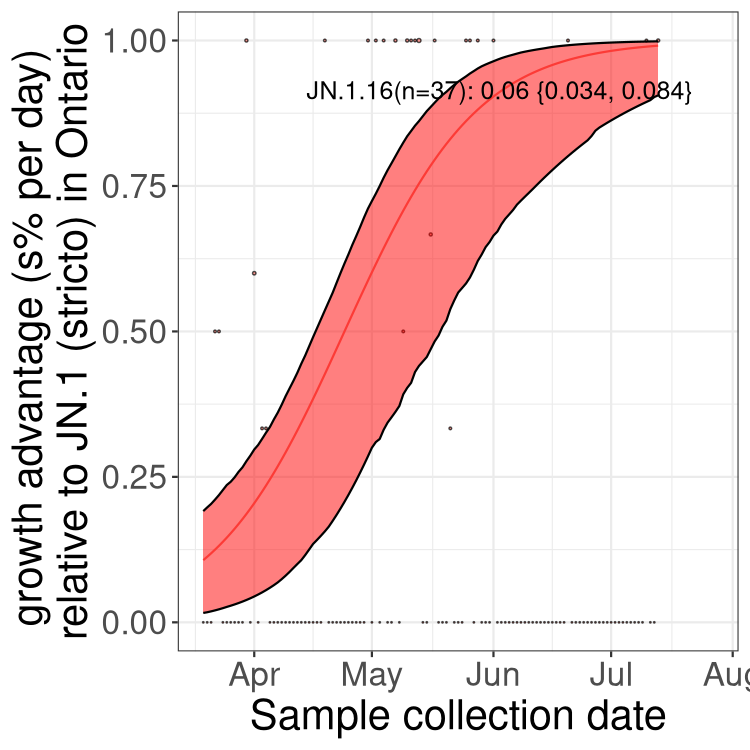 growth advantage (s% per day)
relative to JN.1 (stricto) in Ontario
1.00
0.75
0.50
0.25
0.00
JN.1.16(n=37): 0.06 {0.034, 0.084}
Apr May Jun Jul Aug
Sample collection date